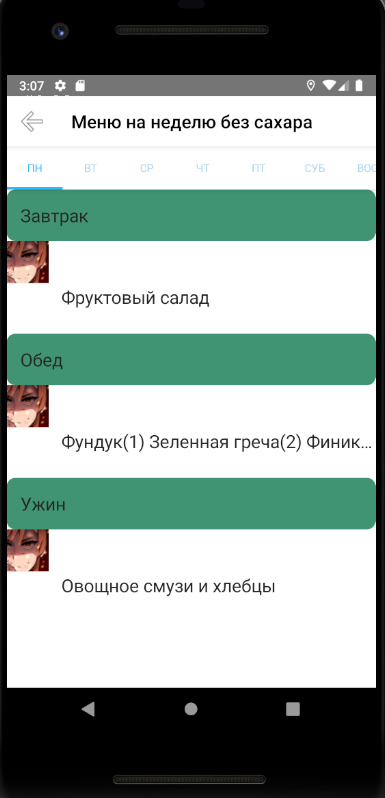 3:07
Меню на неделю без сахара
ПН ВТ СР ЧТ ПТ СУБ ВОС
Завтрак
Фруктовый салад
Обед
Фундук(1) Зеленная греча(2) Финик...
Ужин
Овощное смузи и хлебцы